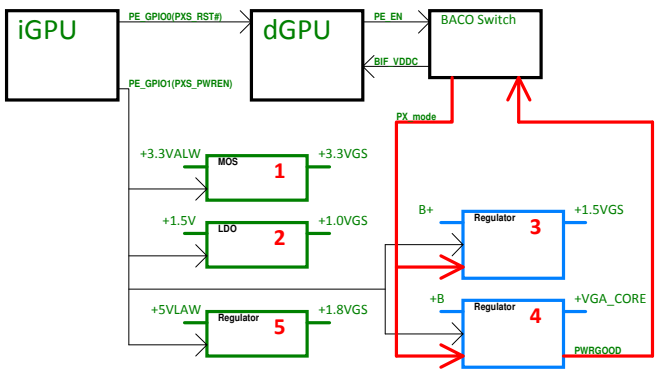 iGPU
PE_GPIO0(PXS_RST#)
dGPU
PE_EN
BACO Switch
BIF_VDDC
PE_GPIO1(PXS_PWREN)
PX_mode
+3.3VALW
MOS
1
+3.3VGS
+1.5V
LDO
2
+1.0VGS
B+
Regulator
3
+1.5VGS
+5VLAW
Regulator
5
+1.8VGS
+B
Regulator
4
+VGA_CORE
PWRGOOD